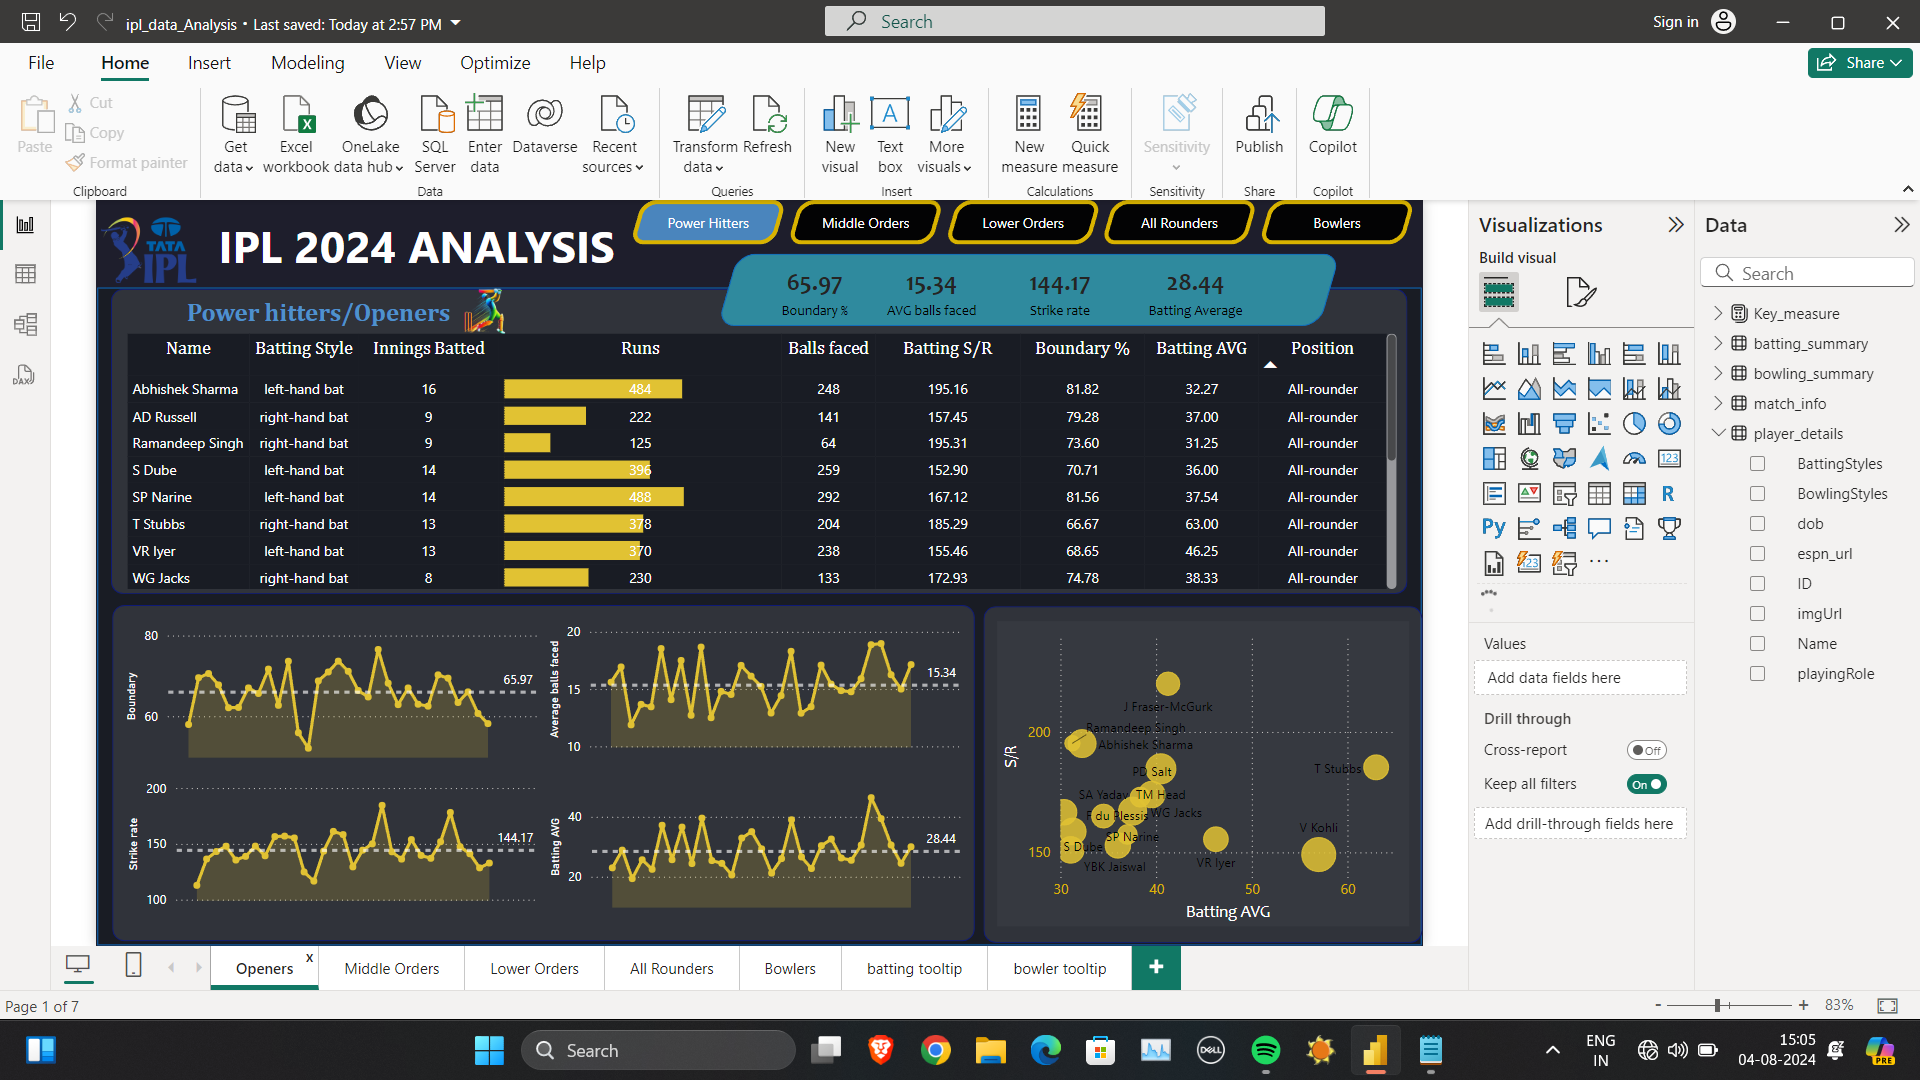 ipl_data_Analysis • Last saved: Today at 2:57 PM
Search
Sign in
File
Home
Insert
Modeling
View
Optimize
Help
Share
Paste
Cut
Copy
Format painter
Clipboard
Get data
Excel workbook
OneLake data hub
SQL Server
Enter data
Dataverse
Recent sources
Data
Transform data
Refresh
Queries
New visual
Text box
More visuals
Insert
New measure
Quick measure
Calculations
Sensitivity
Sensitivity
Publish
Share
Copilot
Copilot
TATA IPL
IPL 2024 ANALYSIS
Power Hitters
Middle Orders
Lower Orders
All Rounders
Bowlers
65.97 15.34 144.17 28.44
Boundary % AVG balls faced Strike rate Batting Average
Power hitters/Openers
Name Batting Style Innings Batted Runs Balls faced Batting S/R Boundary % Batting AVG Position
Abhishek Sharma left-hand bat 16 484 248 195.16 81.82 32.27 All-rounder
AD Russell right-hand bat 9 222 141 157.45 79.28 37.00 All-rounder
Ramandeep Singh right-hand bat 9 125 64 195.31 73.60 31.25 All-rounder
S Dube left-hand bat 14 396 259 152.90 70.71 36.00 All-rounder
SP Narine left-hand bat 14 488 292 167.12 81.56 37.54 All-rounder
T Stubbs right-hand bat 13 378 204 185.29 66.67 63.00 All-rounder
VR Iyer left-hand bat 13 370 238 155.46 68.65 46.25 All-rounder
WG Jacks right-hand bat 8 230 133 172.93 74.78 38.33 All-rounder
Boundary
80
60
65.97
Average balls faced
20
15
10
15.34
Strike rate
200
150
100
144.17
Batting AVG
40
20
28.44
S/R
200
150
J Fraser-McGurk
Ramandeep Singh
Abhishek Sharma
PD Salt
T Stubbs
SA Yadav
TM Head
F du Plessis
WG Jacks
SP Narine
V Kohli
S Dube
YBK Jaiswal
VR Iyer
30 40 50 60
Batting AVG
Visualizations
Build visual
123
R
Py
123
...
Values
Add data fields here
Drill through
Cross-report
Off
Keep all filters
On
Add drill-through fields here
Data
Search
Key_measure
batting_summary
bowling_summary
match_info
player_details
BattingStyles
BowlingStyles
dob
espn_url
ID
imgUrl
Name
playingRole
DAX
Openers
x
Middle Orders
Lower Orders
All Rounders
Bowlers
batting tooltip
bowler tooltip
+
Page 1 of 7
- + 83%
Search
DELL
ENG
IN
15:05
04-08-2024
PRE